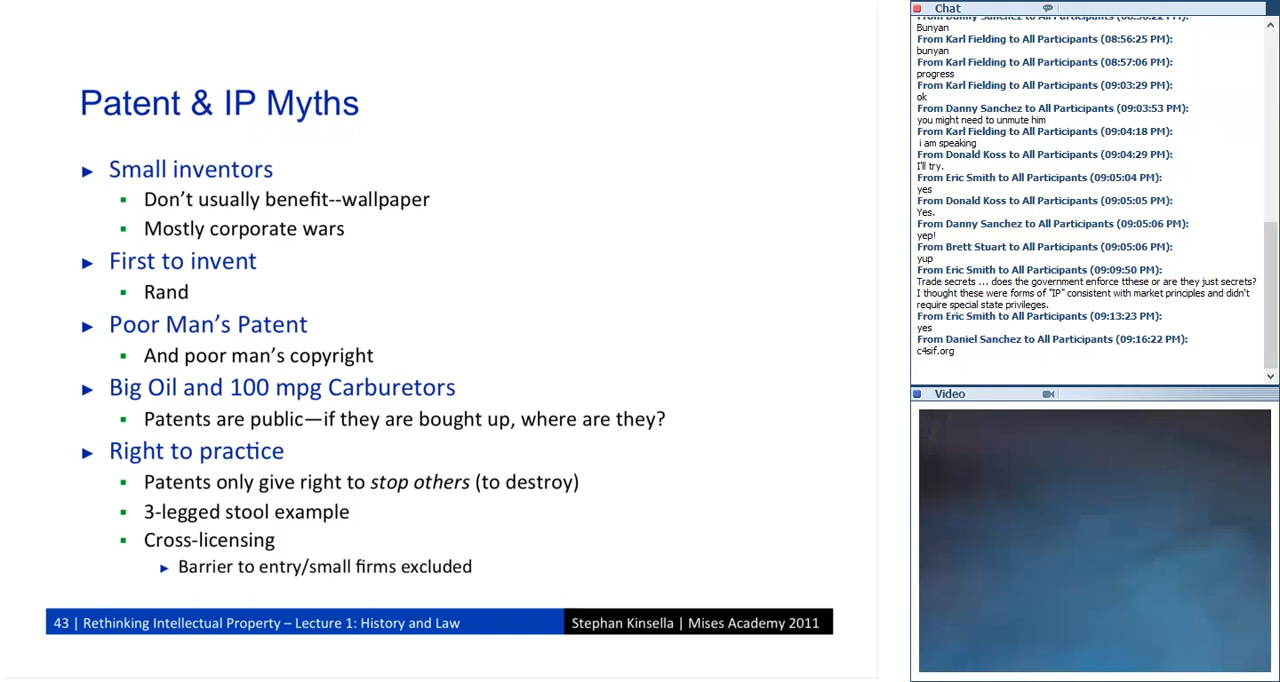 Patent & IP Myths
► Small inventors
▪ Don't usually benefit--wallpaper
▪ Mostly corporate wars
► First to invent
▪ Rand
► Poor Man's Patent
▪ And poor man's copyright
► Big Oil and 100 mpg Carburetors
▪ Patents are public—if they are bought up, where are they?
► Right to practice
▪ Patents only give right to stop others (to destroy)
▪ 3-legged stool example
▪ Cross-licensing
► Barrier to entry/small firms excluded
43 | Rethinking Intellectual Property – Lecture 1: History and Law
Stephan Kinsella | Mises Academy 2011
Chat
From Danny Sanchez to All Participants (08:56:22 PM):
Bunyan
From Karl Fielding to All Participants (08:56:25 PM):
bunyan
From Karl Fielding to All Participants (08:57:06 PM):
progress
From Karl Fielding to All Participants (09:03:29 PM):
ok
From Danny Sanchez to All Participants (09:03:53 PM):
you might need to unmute him
From Karl Fielding to All Participants (09:04:18 PM):
i am speaking
From Donald Koss to All Participants (09:04:29 PM):
I'll try.
From Eric Smith to All Participants (09:05:04 PM):
yes
From Donald Koss to All Participants (09:05:05 PM):
Yes.
From Danny Sanchez to All Participants (09:05:06 PM):
yep!
From Brett Stuart to All Participants (09:05:06 PM):
yup
From Eric Smith to All Participants (09:09:50 PM):
Trade secrets ... does the government enforce tthese or are they just secrets?
I thought these were forms of "IP" consistent with market principles and didn't
require special state privileges.
From Eric Smith to All Participants (09:13:23 PM):
yes
From Daniel Sanchez to All Participants (09:16:22 PM):
c4sif.org
Video